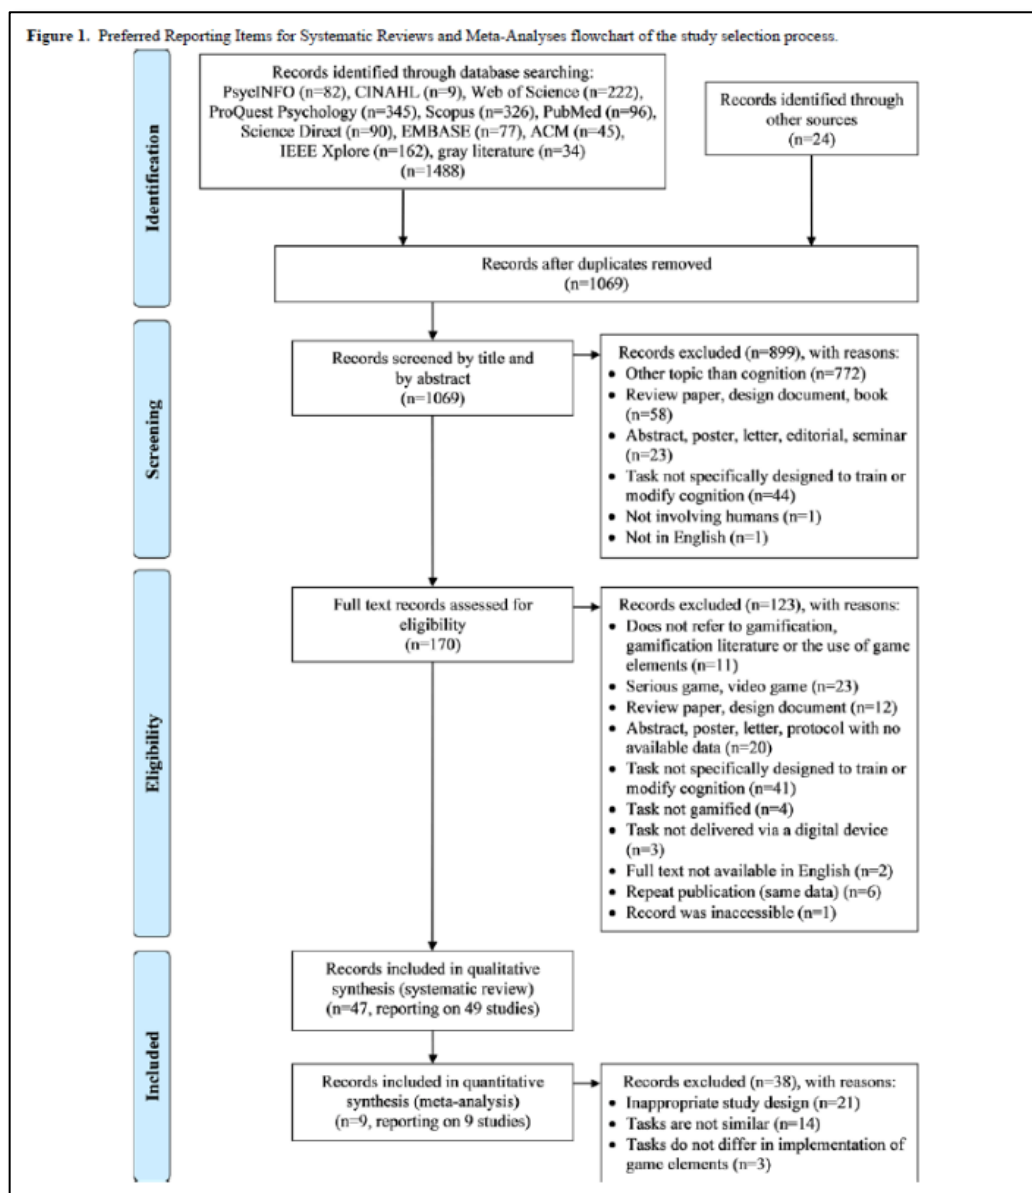 Figure 1. Preferred Reporting Items for Systematic Reviews and Meta-Analyses flowchart of the study selection process.
Identification
Records identified through database searching:
PsycINFO (n=82), CINAHL (n=9), Web of Science (n=222),
ProQuest Psychology (n=345), Scopus (n=326), PubMed (n=96),
Science Direct (n=90), EMBASE (n=77), ACM (n=45),
IEEE Xplore (n=162), gray literature (n=34)
(n=1488)
Records identified through
other sources
(n=24)
Records after duplicates removed
(n=1069)
Screening
Records screened by title and
by abstract
(n=1069)
Records excluded (n=899), with reasons:
• Other topic than cognition (n=772)
• Review paper, design document, book
(n=58)
• Abstract, poster, letter, editorial, seminar
(n=23)
• Task not specifically designed to train or
modify cognition (n=44)
• Not involving humans (n=1)
• Not in English (n=1)
Eligibility
Full text records assessed for
eligibility
(n=170)
Records excluded (n=123), with reasons:
• Does not refer to gamification,
gamification literature or the use of game
elements (n=11)
• Serious game, video game (n=23)
• Review paper, design document (n=12)
• Abstract, poster, letter, protocol with no
available data (n=20)
• Task not specifically designed to train or
modify cognition (n=41)
• Task not gamified (n=4)
• Task not delivered via a digital device
(n=3)
• Full text not available in English (n=2)
• Repeat publication (same data) (n=6)
• Record was inaccessible (n=1)
Included
Records included in qualitative
synthesis (systematic review)
(n=47, reporting on 49 studies)
Records included in quantitative
synthesis (meta-analysis)
(n=9, reporting on 9 studies)
Records excluded (n=38), with reasons:
• Inappropriate study design (n=21)
• Tasks are not similar (n=14)
• Tasks do not differ in implementation of
game elements (n=3)